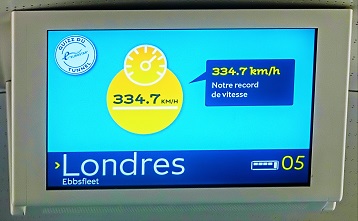 QUIZZ DU
TUNNEL
334.7 KM/H
334.7 km/h
Notre record
de vitesse
›Londres
05
Ebbsfleet